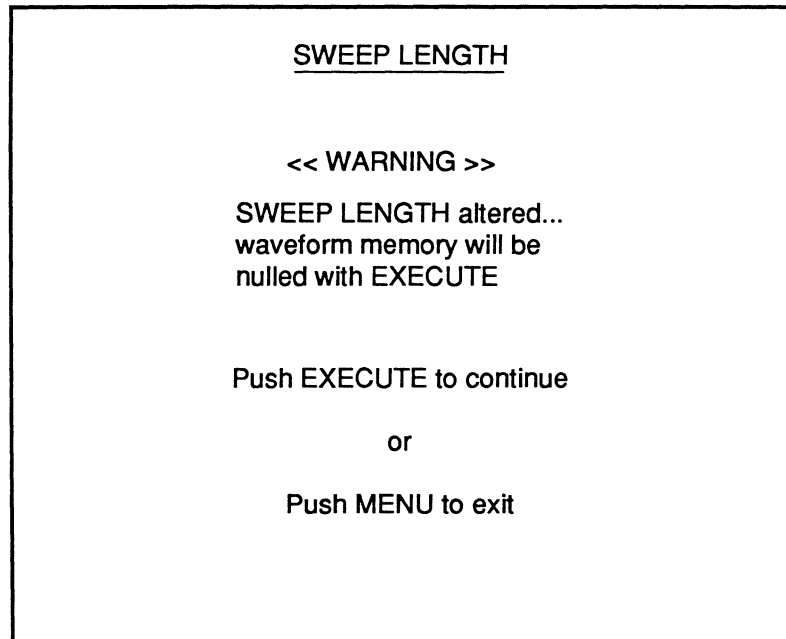 SWEEP LENGTH
<< WARNING >>
SWEEP LENGTH altered...
waveform memory will be
nulled with EXECUTE
Push EXECUTE to continue
or
Push MENU to exit